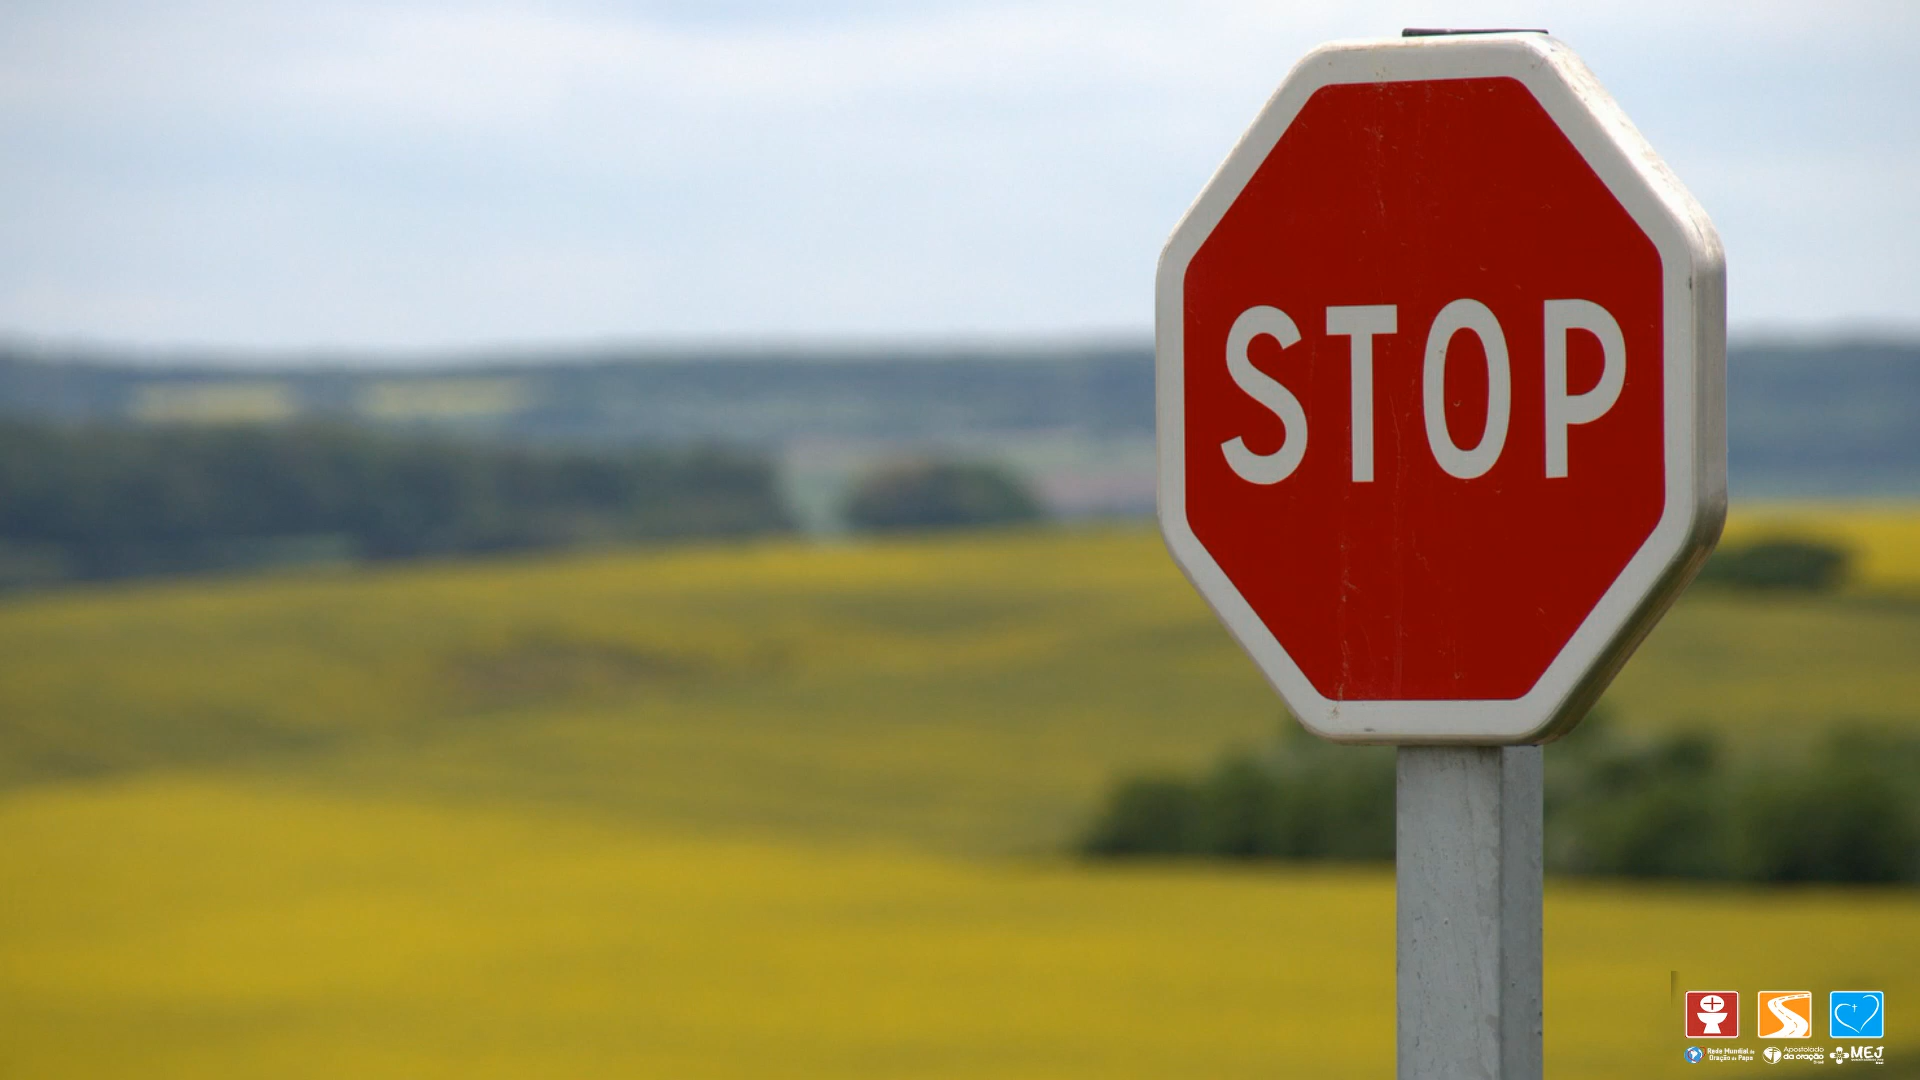 STOP
Rede Mundial de
Oração do Papa
Apostolado
da oração
MEJ